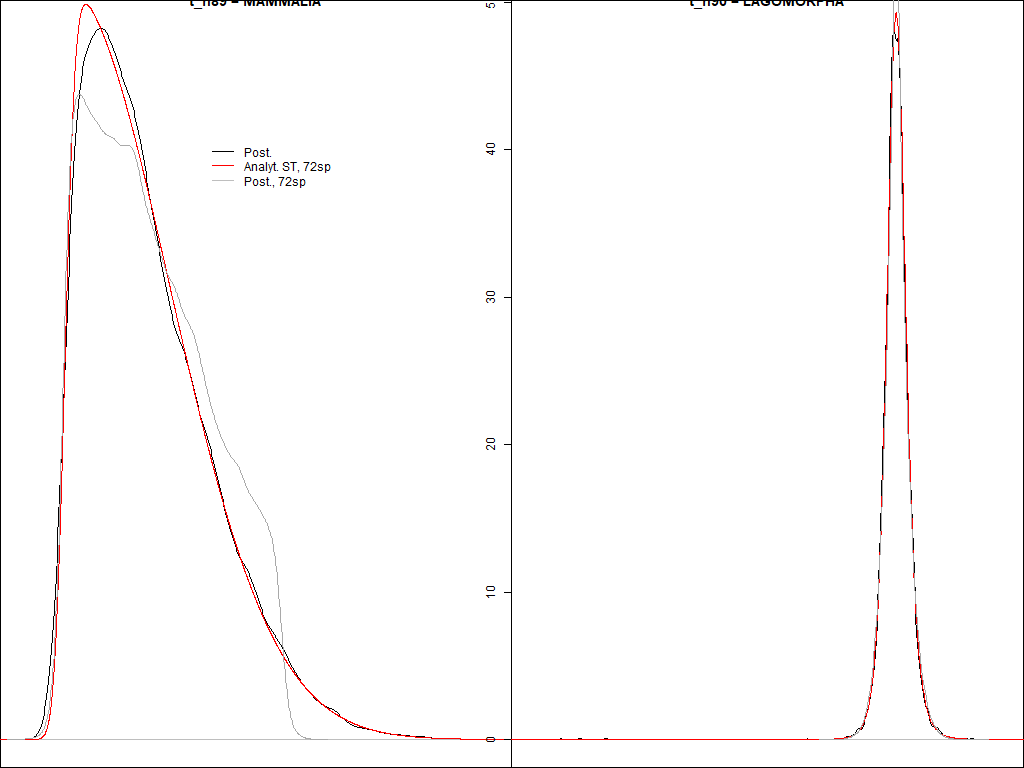 t_n89 – MAMMALIA
t_n90 – LAGOMORPHA
Post.
Analyt. ST, 72sp
Post., 72sp
5
40
30
20
10
0